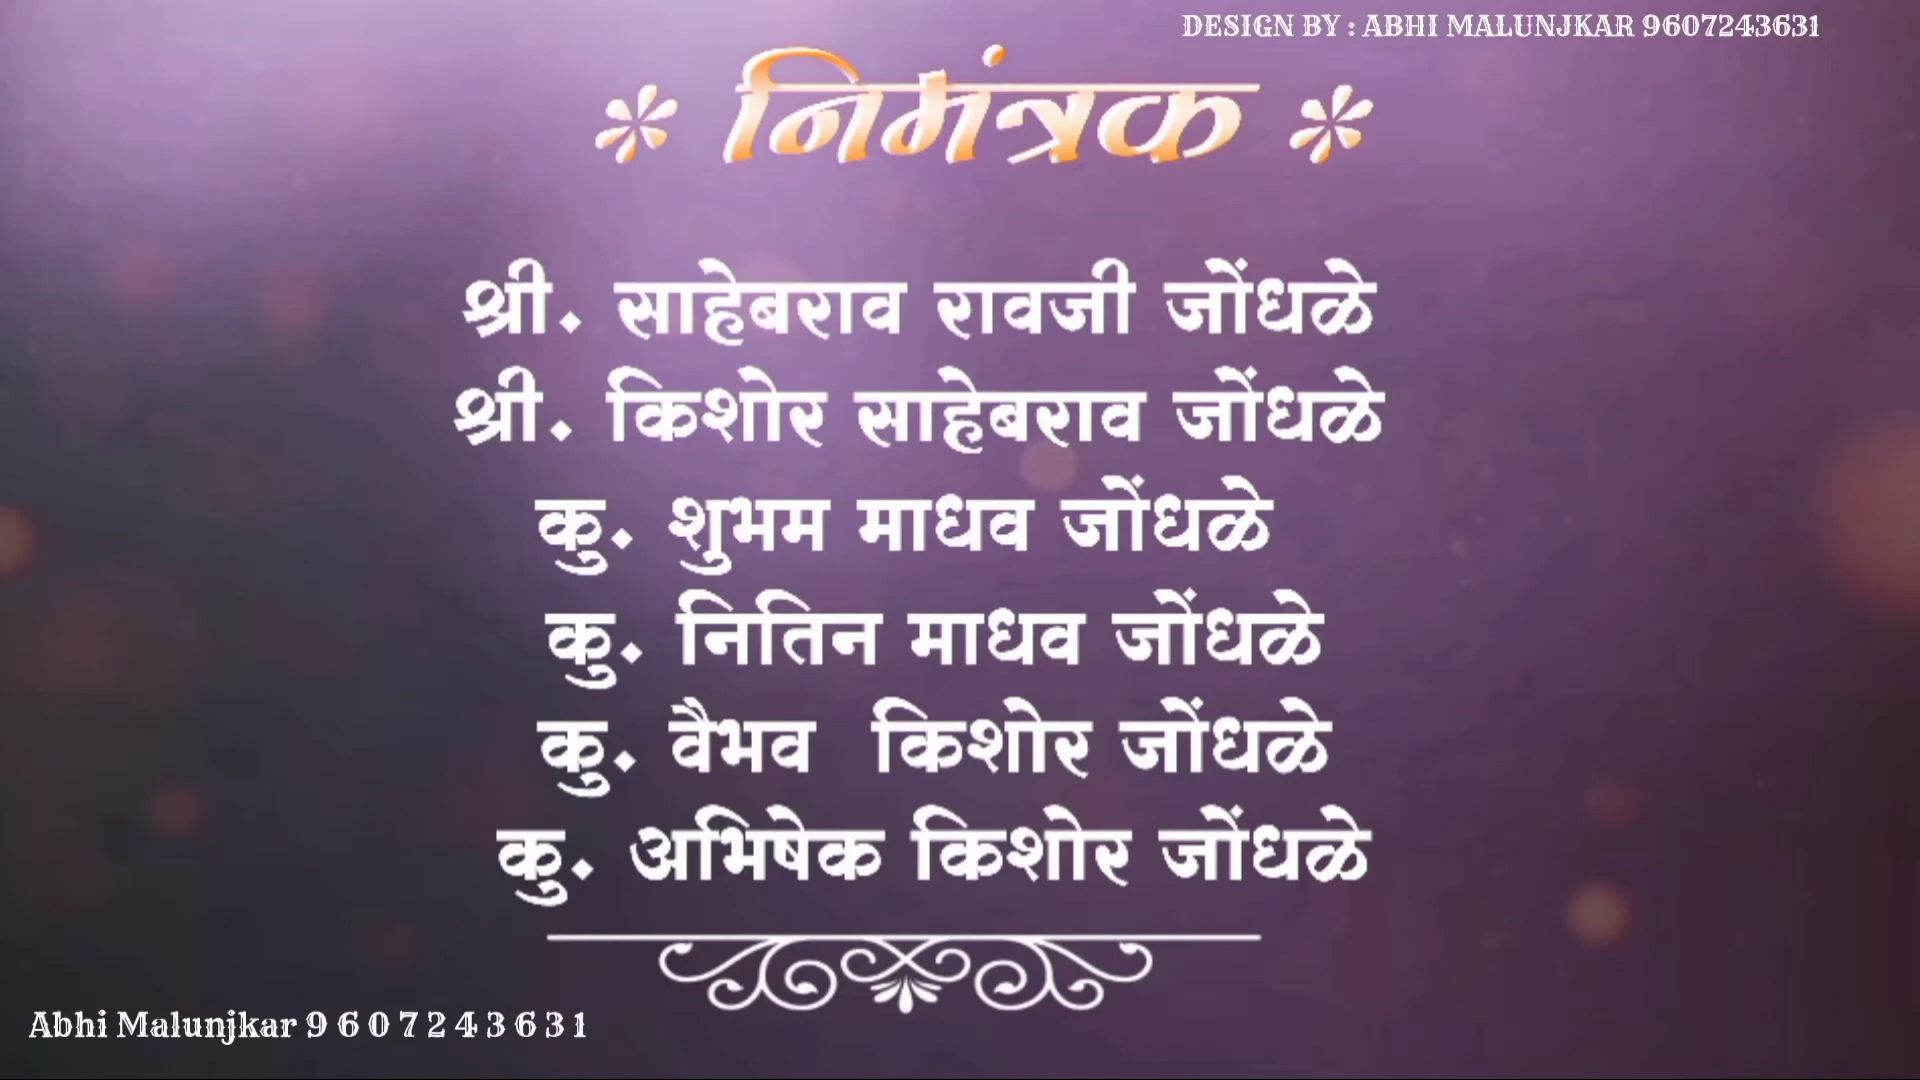 DESIGN BY : ABHI MALUNJKAR 9607243631
निमंत्रक
श्री. साहेबराव रावजी जोंधळे
श्री. किशोर साहेबराव जोंधळे
कु. शुभम माधव जोंधळे
कु. नितिन माधव जोंधळे
कु. वैभव किशोर जोंधळे
कु. अभिषेक किशोर जोंधळे
Abhi Malunjkar 9 6 0 7 2 4 3 6 3 1